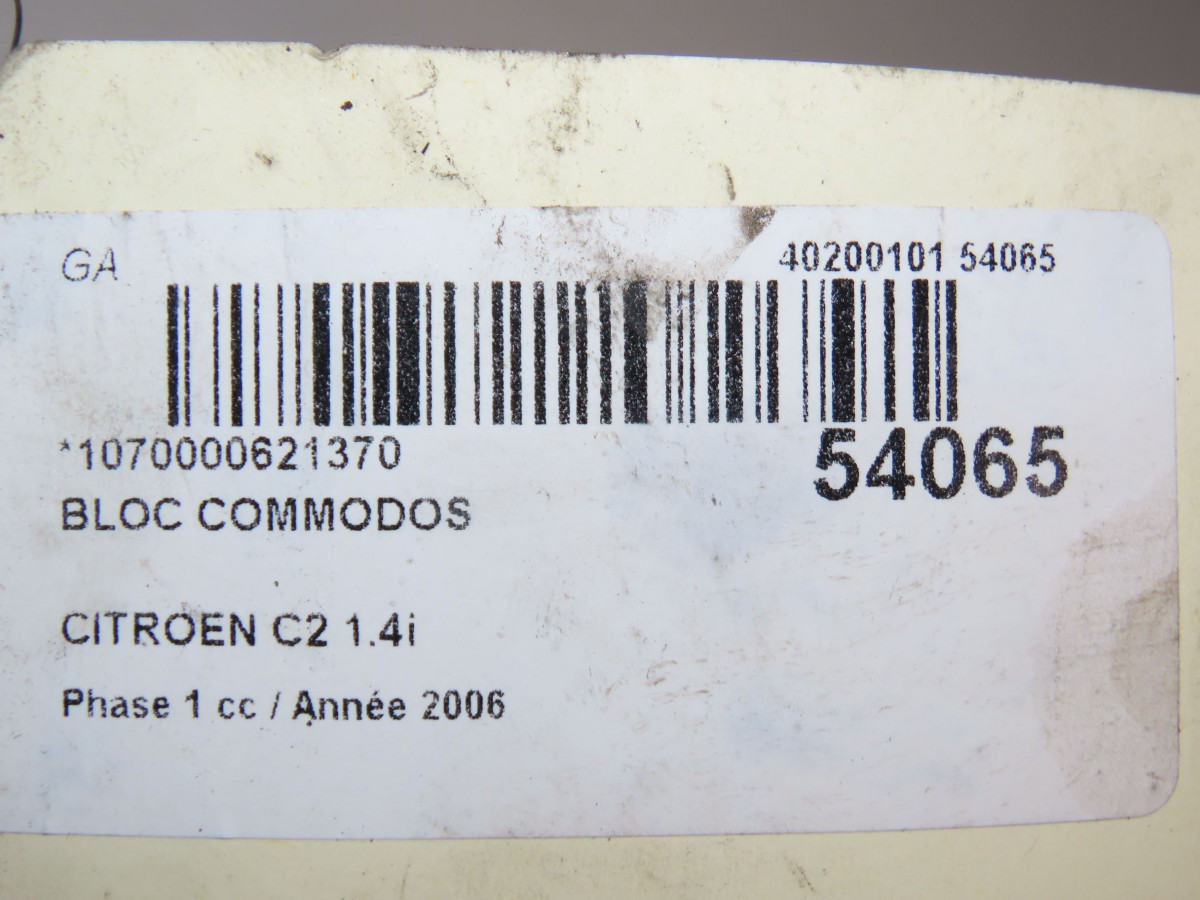 GA 40200101 54065
*1070000621370 54065
BLOC COMMODOS
CITROEN C2 1.4i
Phase 1 cc / Année 2006